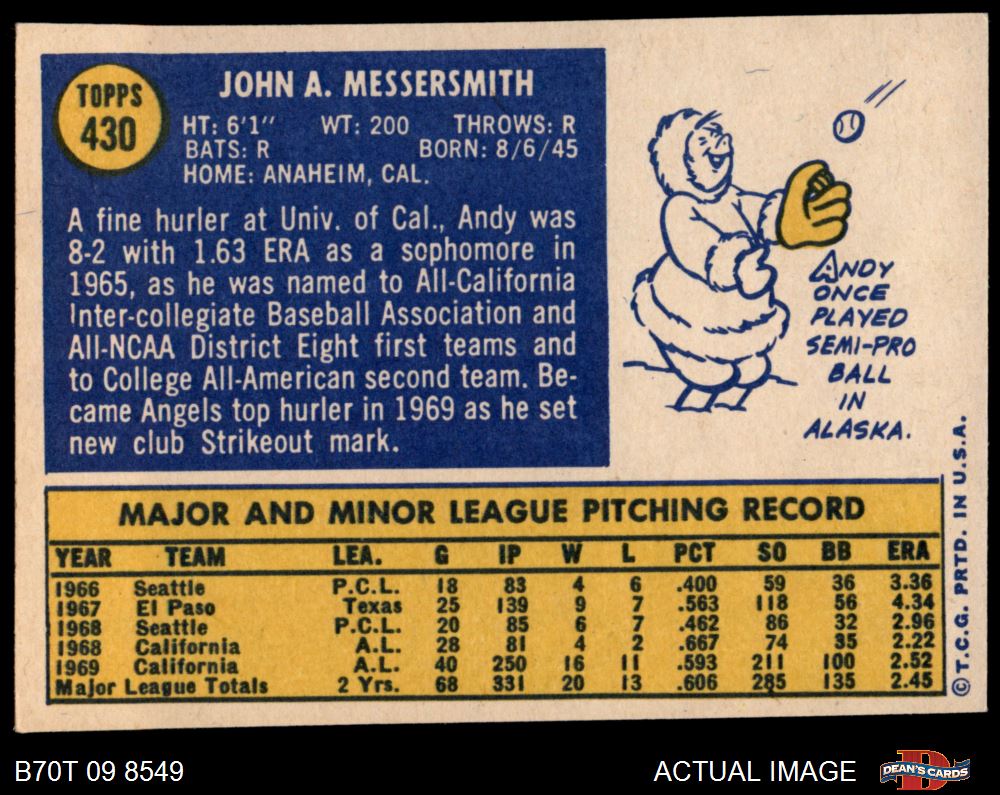 TOPPS
430
JOHN A. MESSERSMITH
HT: 6'1" WT: 200 THROWS: R
BATS: R BORN: 8/6/45
HOME: ANAHEIM, CAL.
A fine hurler at Univ. of Cal., Andy was
8-2 with 1.63 ERA as a sophomore in
1965, as he was named to All-California
Inter-collegiate Baseball Association and
All-NCAA District Eight first teams and
to College All-American second team. Be-
came Angels top hurler in 1969 as he set
new club Strikeout mark.
ANDY
ONCE
PLAYED
SEMI-PRO
BALL
IN
ALASKA.
MAJOR AND MINOR LEAGUE PITCHING RECORD
YEAR TEAM LEA. G IP W L PCT SO BB ERA
1966 Seattle P.C.L. 18 83 4 6 .400 59 36 3.36
1967 El Paso Texas 25 139 9 7 .563 118 56 4.34
1968 Seattle P.C.L. 20 85 6 7 .462 86 32 2.96
1968 California A.L. 28 81 4 2 .667 74 35 2.22
1969 California A.L. 40 250 16 11 .593 211 100 2.52
Major League Totals 2 Yrs. 68 331 20 13 .606 285 135 2.45
© T.C.G. PRTD. IN U.S.A.
B70T 09 8549
ACTUAL IMAGE
D
DEAN'S CARDS